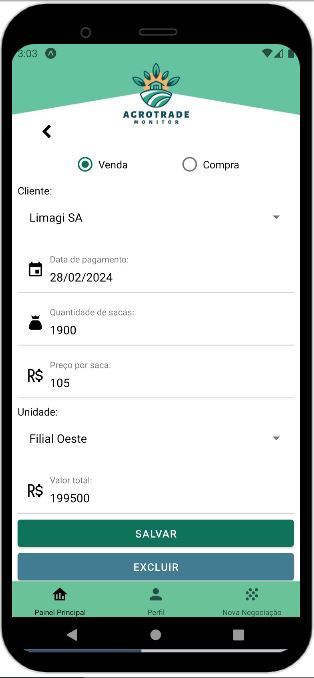 3:03
AGROTRADE
MONITOR
Venda
Compra
Cliente:
Limagi SA
Data de pagamento:
28/02/2024
Quantidade de sacas:
1900
Preço por saca:
R$ 105
Unidade:
Filial Oeste
Valor total:
R$ 199500
SALVAR
EXCLUIR
Painel Principal
Perfil
Nova Negociação